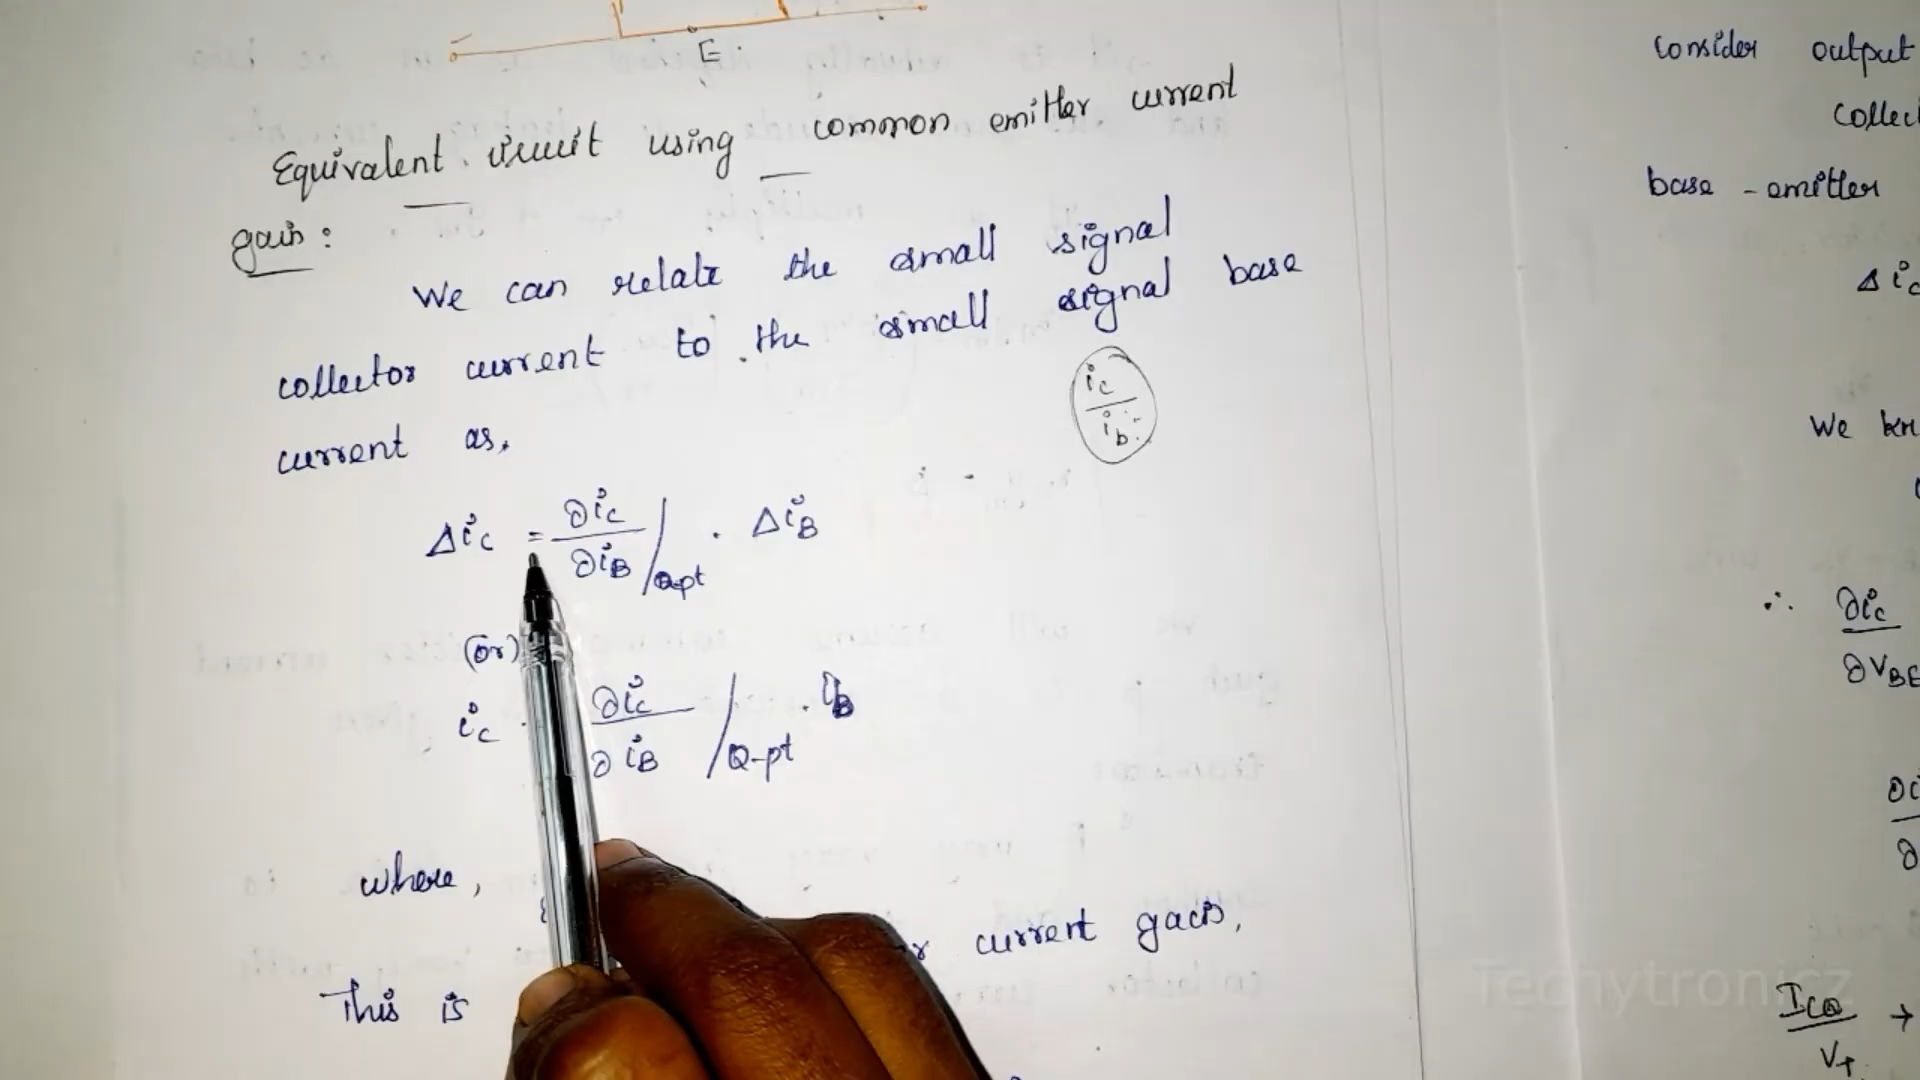 E
Equivalent circuit using common emitter current
gain:
We can relate the small signal
collector current to the small signal base
current as,
ic
ib
Δic = ∂ic / ∂iB /Q-pt . ΔiB
(or)
ic ∂ic / ∂iB /Q-pt . iB
where,
current gain,
This is
consider output
collec
base - emitter
Δ ic
We kn
∴ ∂ic
∂VBE
∂
ICQ →
VT
Techytronicz